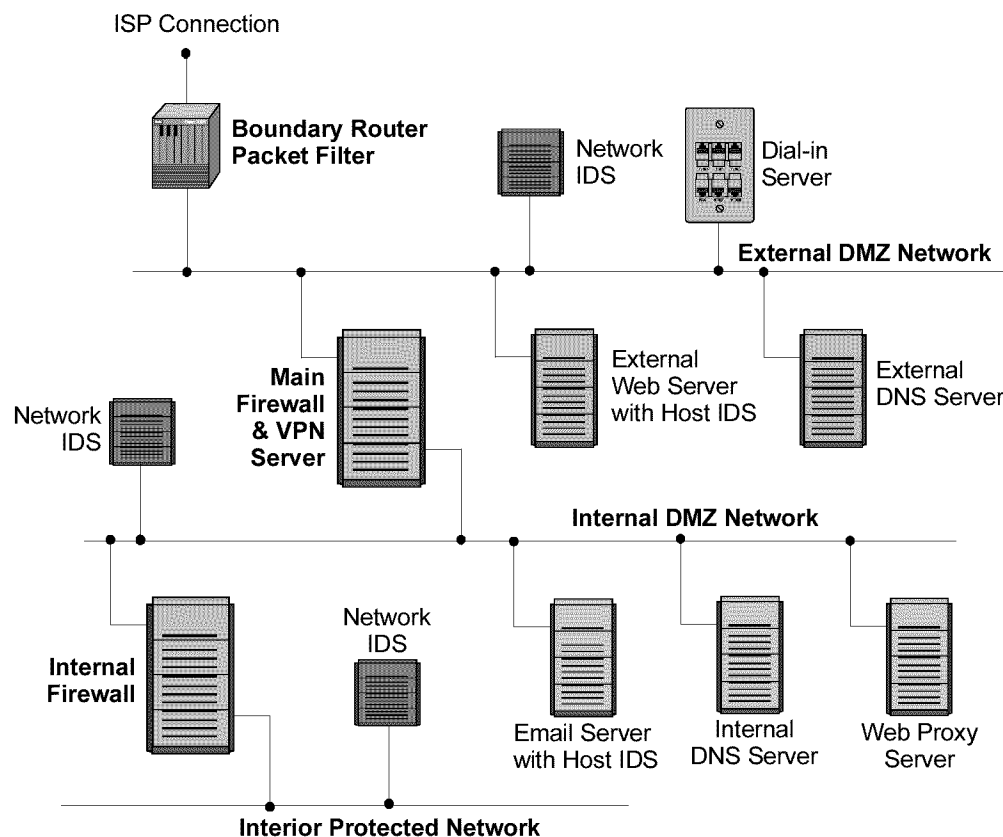 ISP Connection
Boundary Router
Packet Filter
Network
IDS
Dial-in
Server
External DMZ Network
Main
Firewall
& VPN
Server
External
Web Server
with Host IDS
External
DNS Server
Network
IDS
Internal DMZ Network
Internal
Firewall
Network
IDS
Email Server
with Host IDS
Internal
DNS Server
Web Proxy
Server
Interior Protected Network